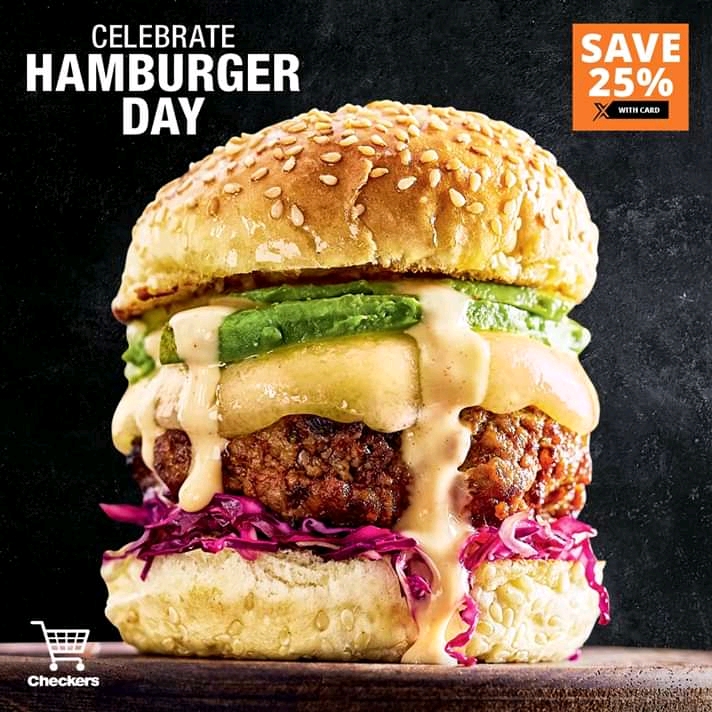 CELEBRATE
HAMBURGER
DAY
SAVE
25%
WITH CARD
Checkers